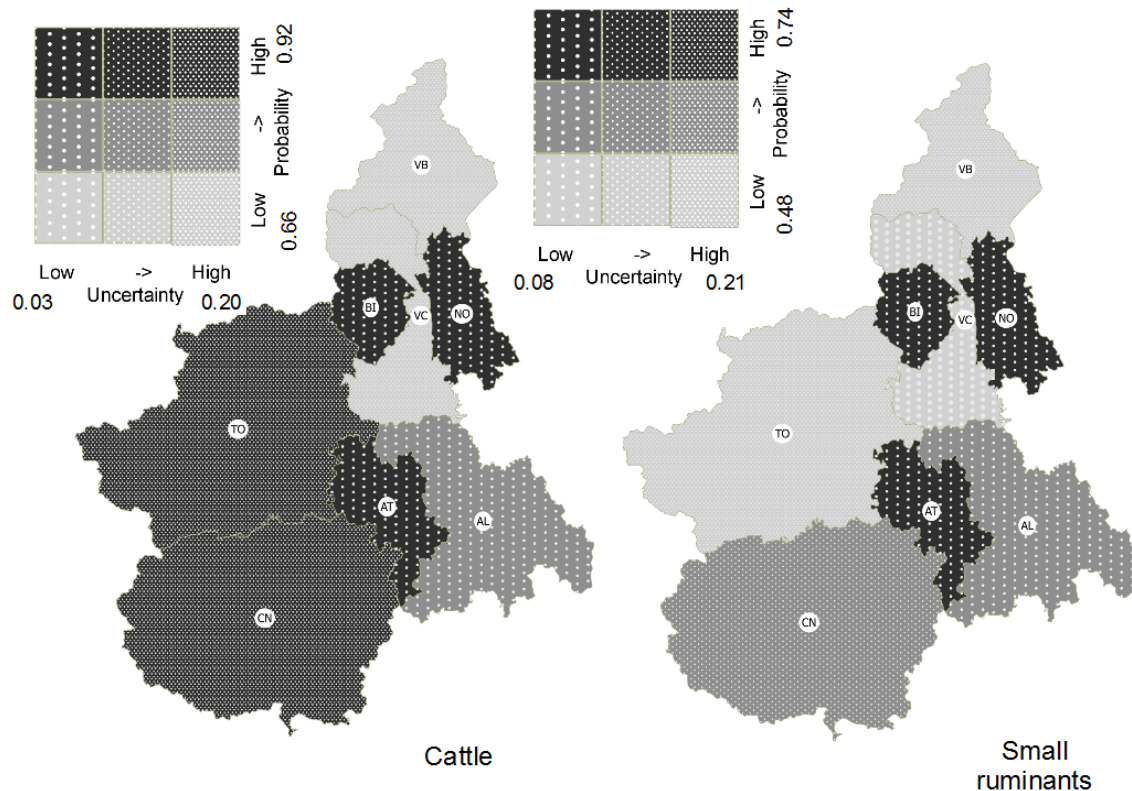 High
0.92
->
Probability
Low
0.66
Low -> High
Uncertainty
0.03 0.20
High
0.74
->
Probability
Low
0.48
Low -> High
Uncertainty
0.08 0.21
VB
BI
VC
NO
TO
AT
AL
CN
Cattle
VB
BI
VC
NO
TO
AT
AL
CN
Small
ruminants